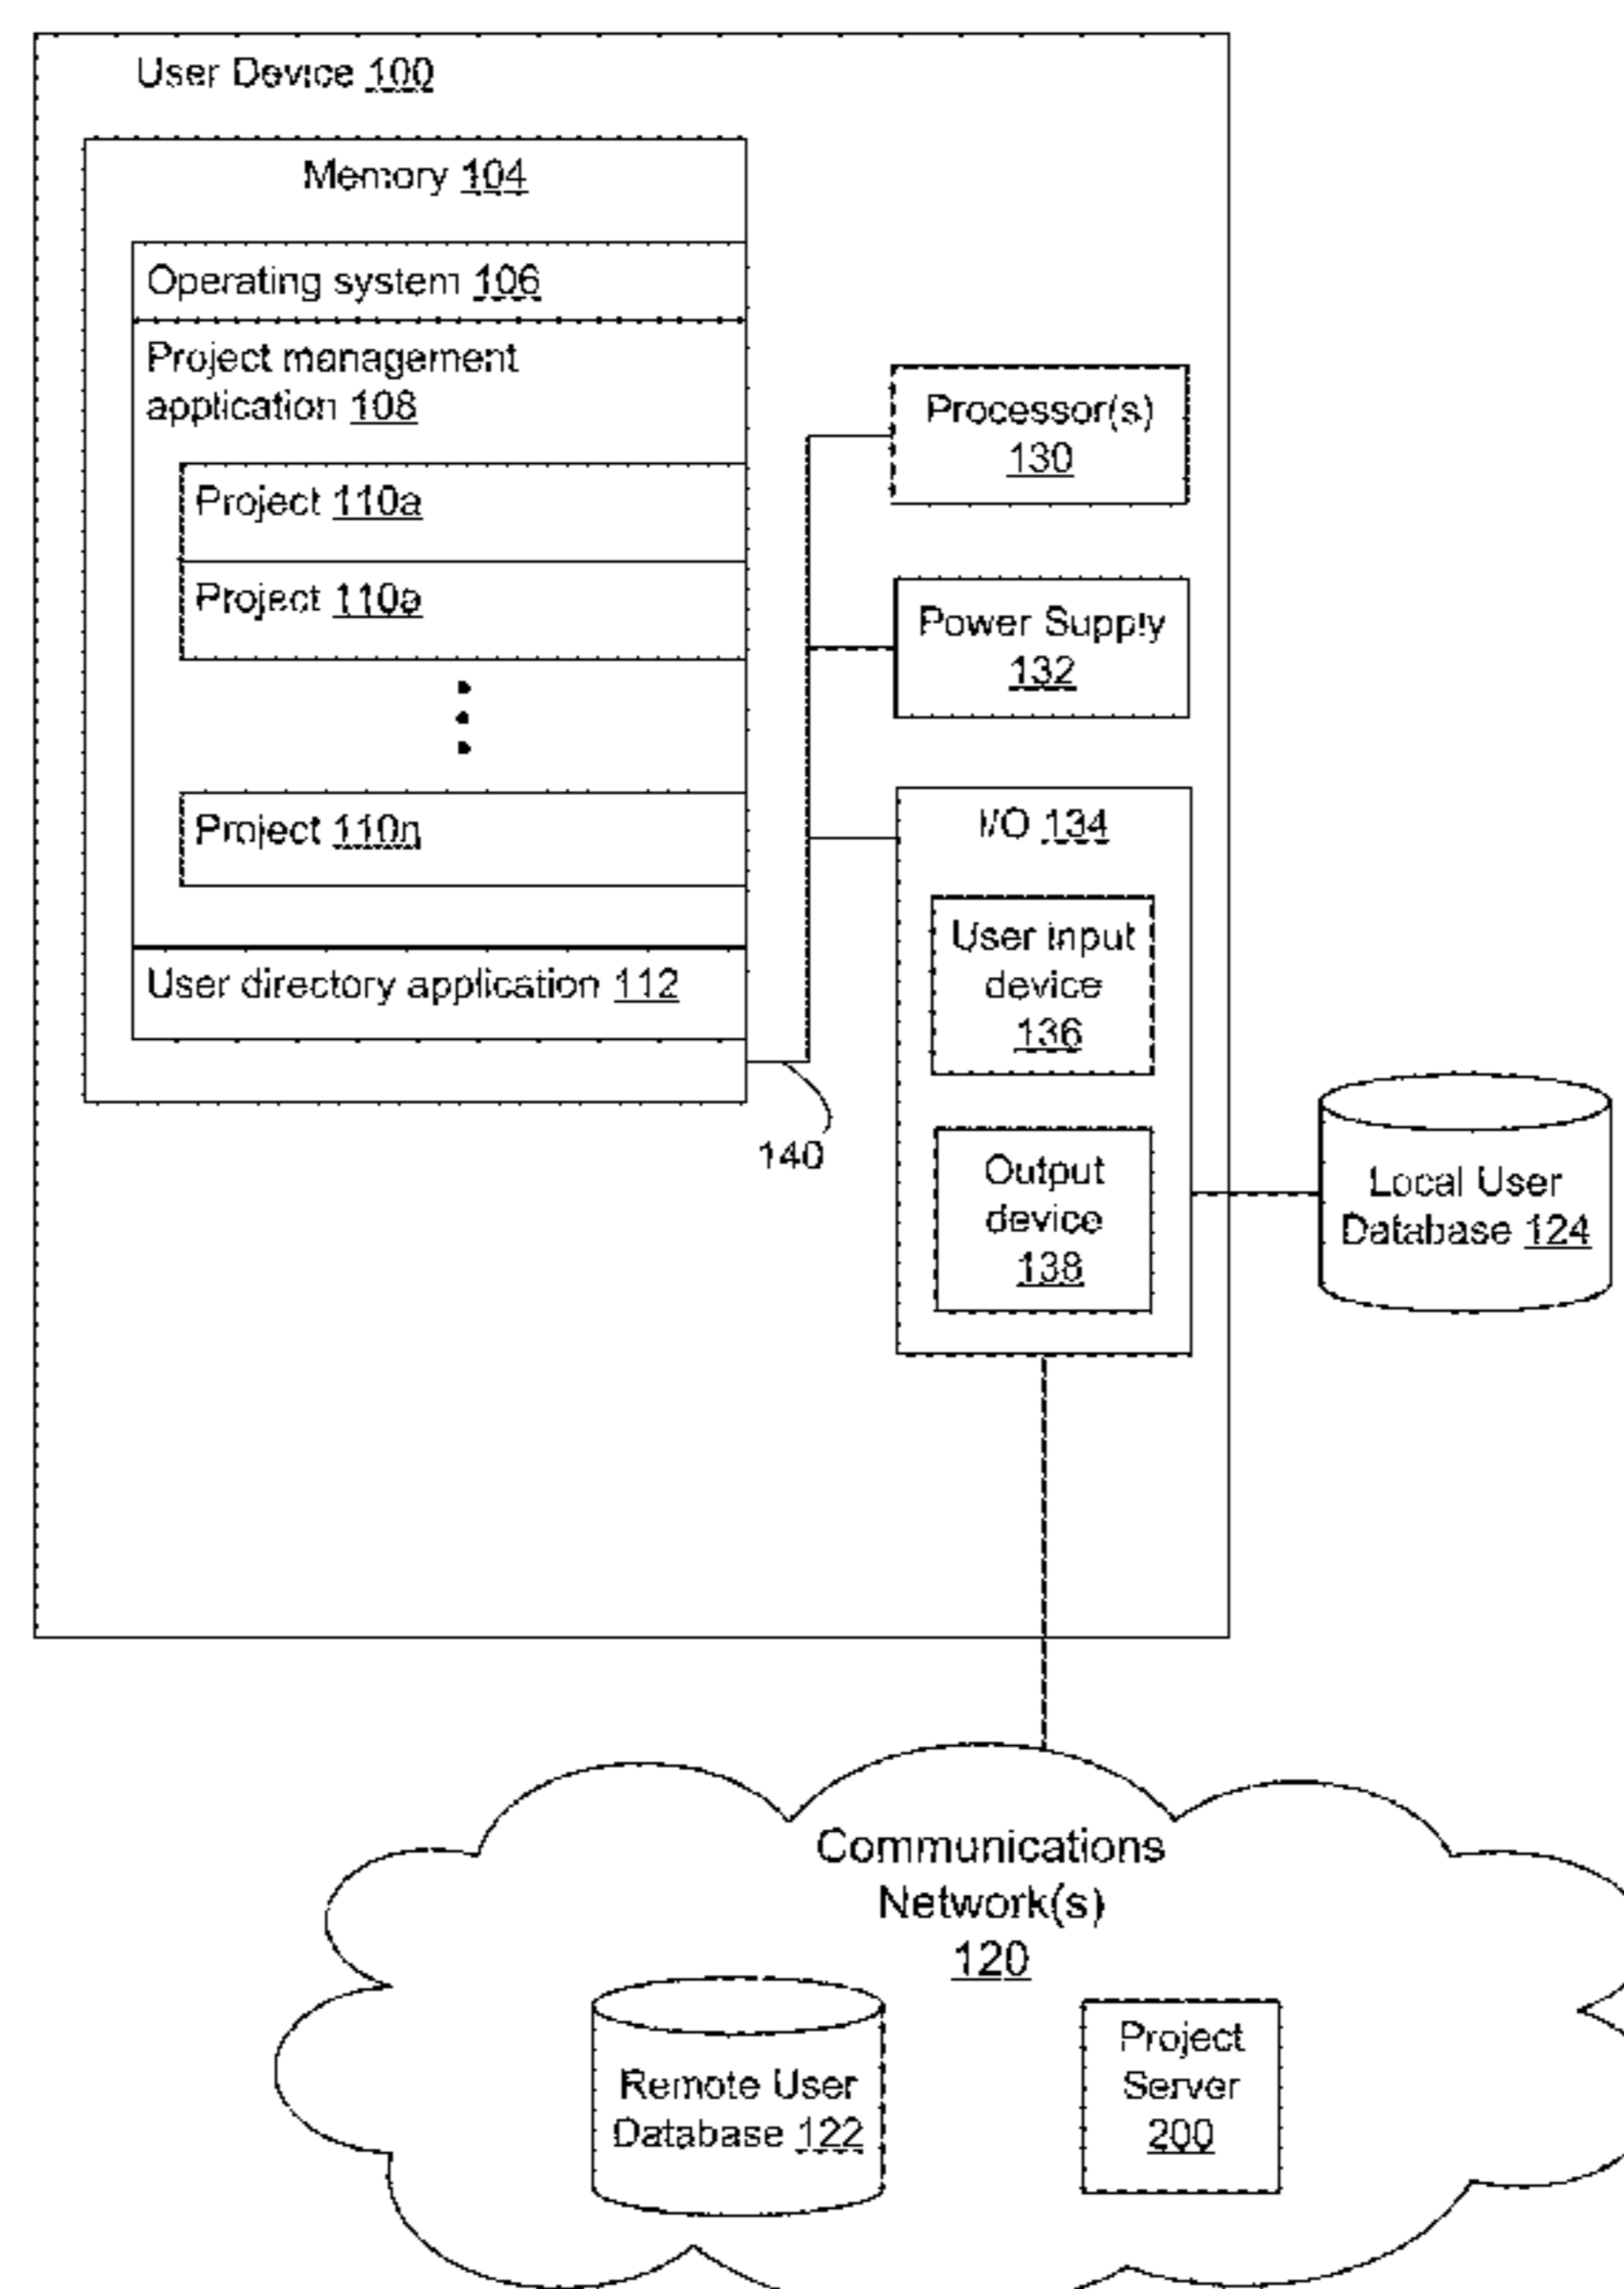 User Device 100
Memory 104
Operating system 106
Project management
application 108
Project 110a
Project 110a
Project 110n
User directory application 112
140
Processor(s)
130
Power Supply
132
I/O 134
User input
device
136
Output
device
138
Local User
Database 124
Communications
Network(s)
120
Remote User
Database 122
Project
Server
200